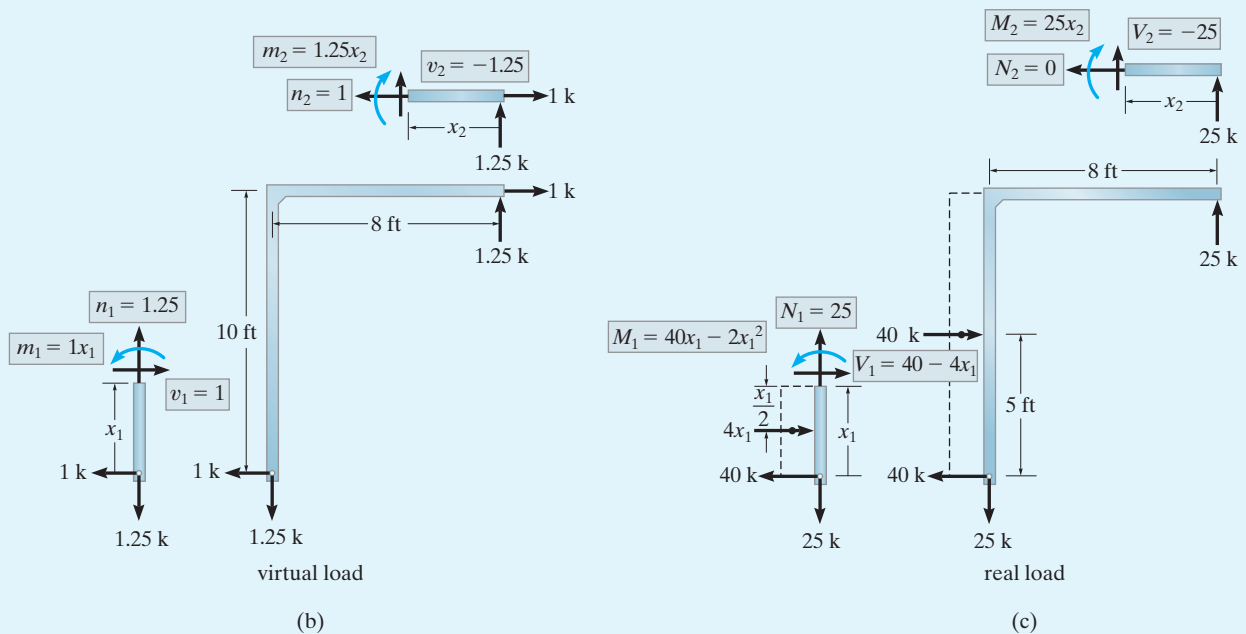 m₂ = 1.25x₂
v₂ = −1.25
n₂ = 1
1 k
x₂
1.25 k
1 k
8 ft
1.25 k
n₁ = 1.25
m₁ = 1x₁
v₁ = 1
10 ft
x₁
1 k
1 k
1.25 k
1.25 k
virtual load
(b)
M₂ = 25x₂
V₂ = −25
N₂ = 0
x₂
25 k
8 ft
25 k
N₁ = 25
M₁ = 40x₁ − 2x₁²
40 k
V₁ = 40 − 4x₁
x₁
2
5 ft
4x₁
x₁
40 k
40 k
25 k
25 k
real load
(c)